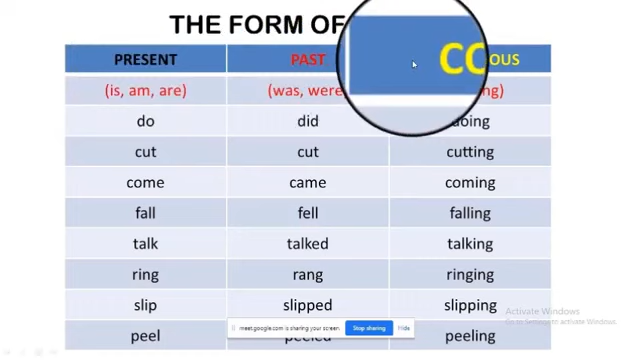 THE FORM OF
PRESENT PAST CO OUS
(is, am, are) (was, were ng)
do did doing
cut cut cutting
come came coming
fall fell falling
talk talked talking
ring rang ringing
slip slipped slipping
peel peeled peeling
meet.google.com is sharing your screen Stop sharing Hide
Activate Windows
Go to Settings to activate Windows.